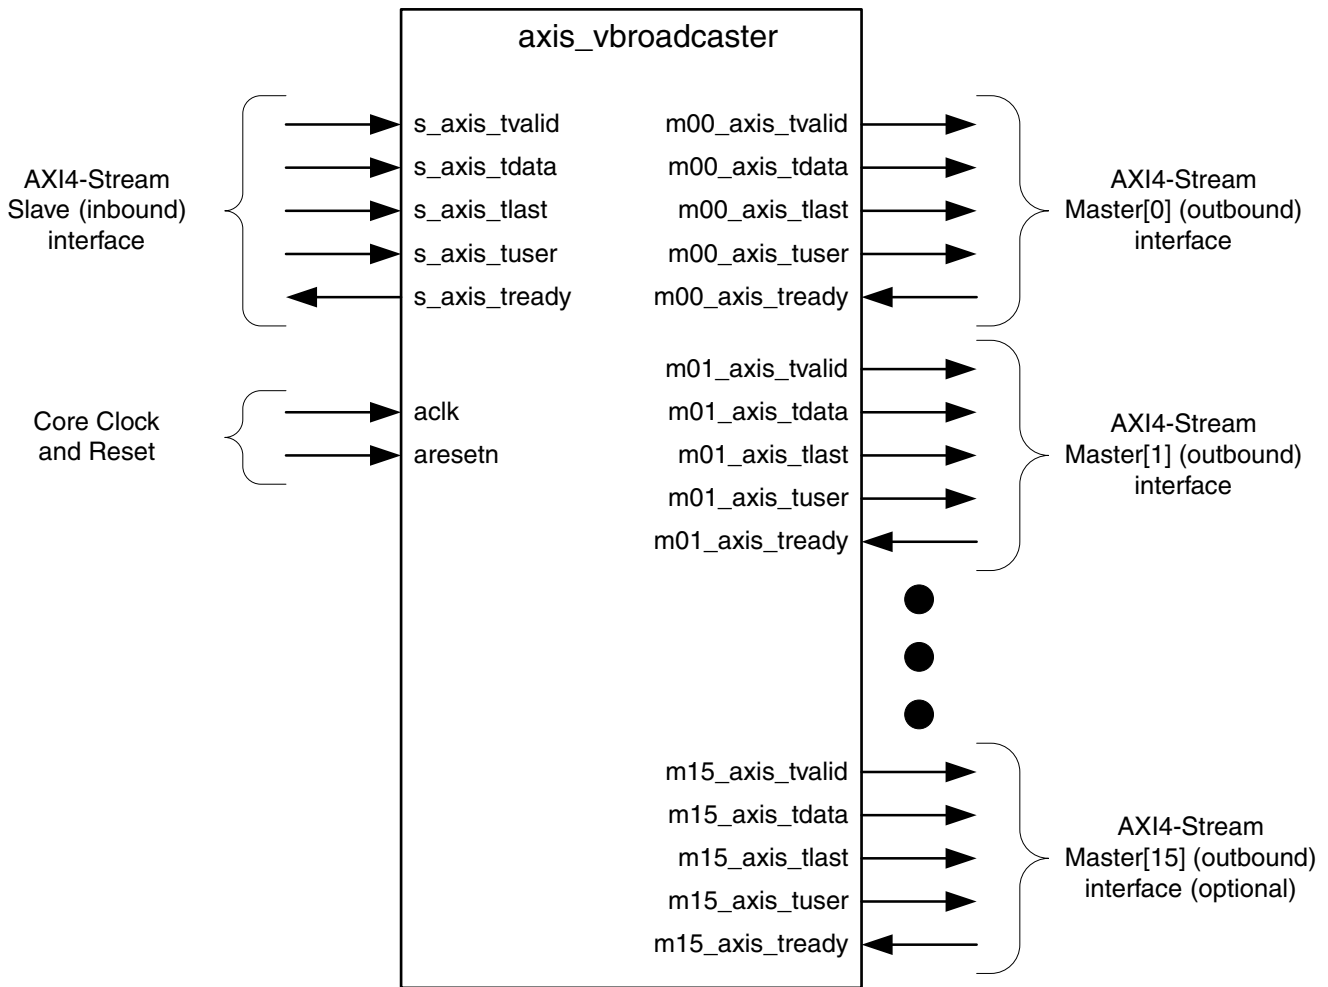 axis_vbroadcaster
AXI4-Stream
Slave (inbound)
interface
s_axis_tvalid
s_axis_tdata
s_axis_tlast
s_axis_tuser
s_axis_tready
Core Clock
and Reset
aclk
aresetn
m00_axis_tvalid
m00_axis_tdata
m00_axis_tlast
m00_axis_tuser
m00_axis_tready
AXI4-Stream
Master[0] (outbound)
interface
m01_axis_tvalid
m01_axis_tdata
m01_axis_tlast
m01_axis_tuser
m01_axis_tready
AXI4-Stream
Master[1] (outbound)
interface
m15_axis_tvalid
m15_axis_tdata
m15_axis_tlast
m15_axis_tuser
m15_axis_tready
AXI4-Stream
Master[15] (outbound)
interface (optional)